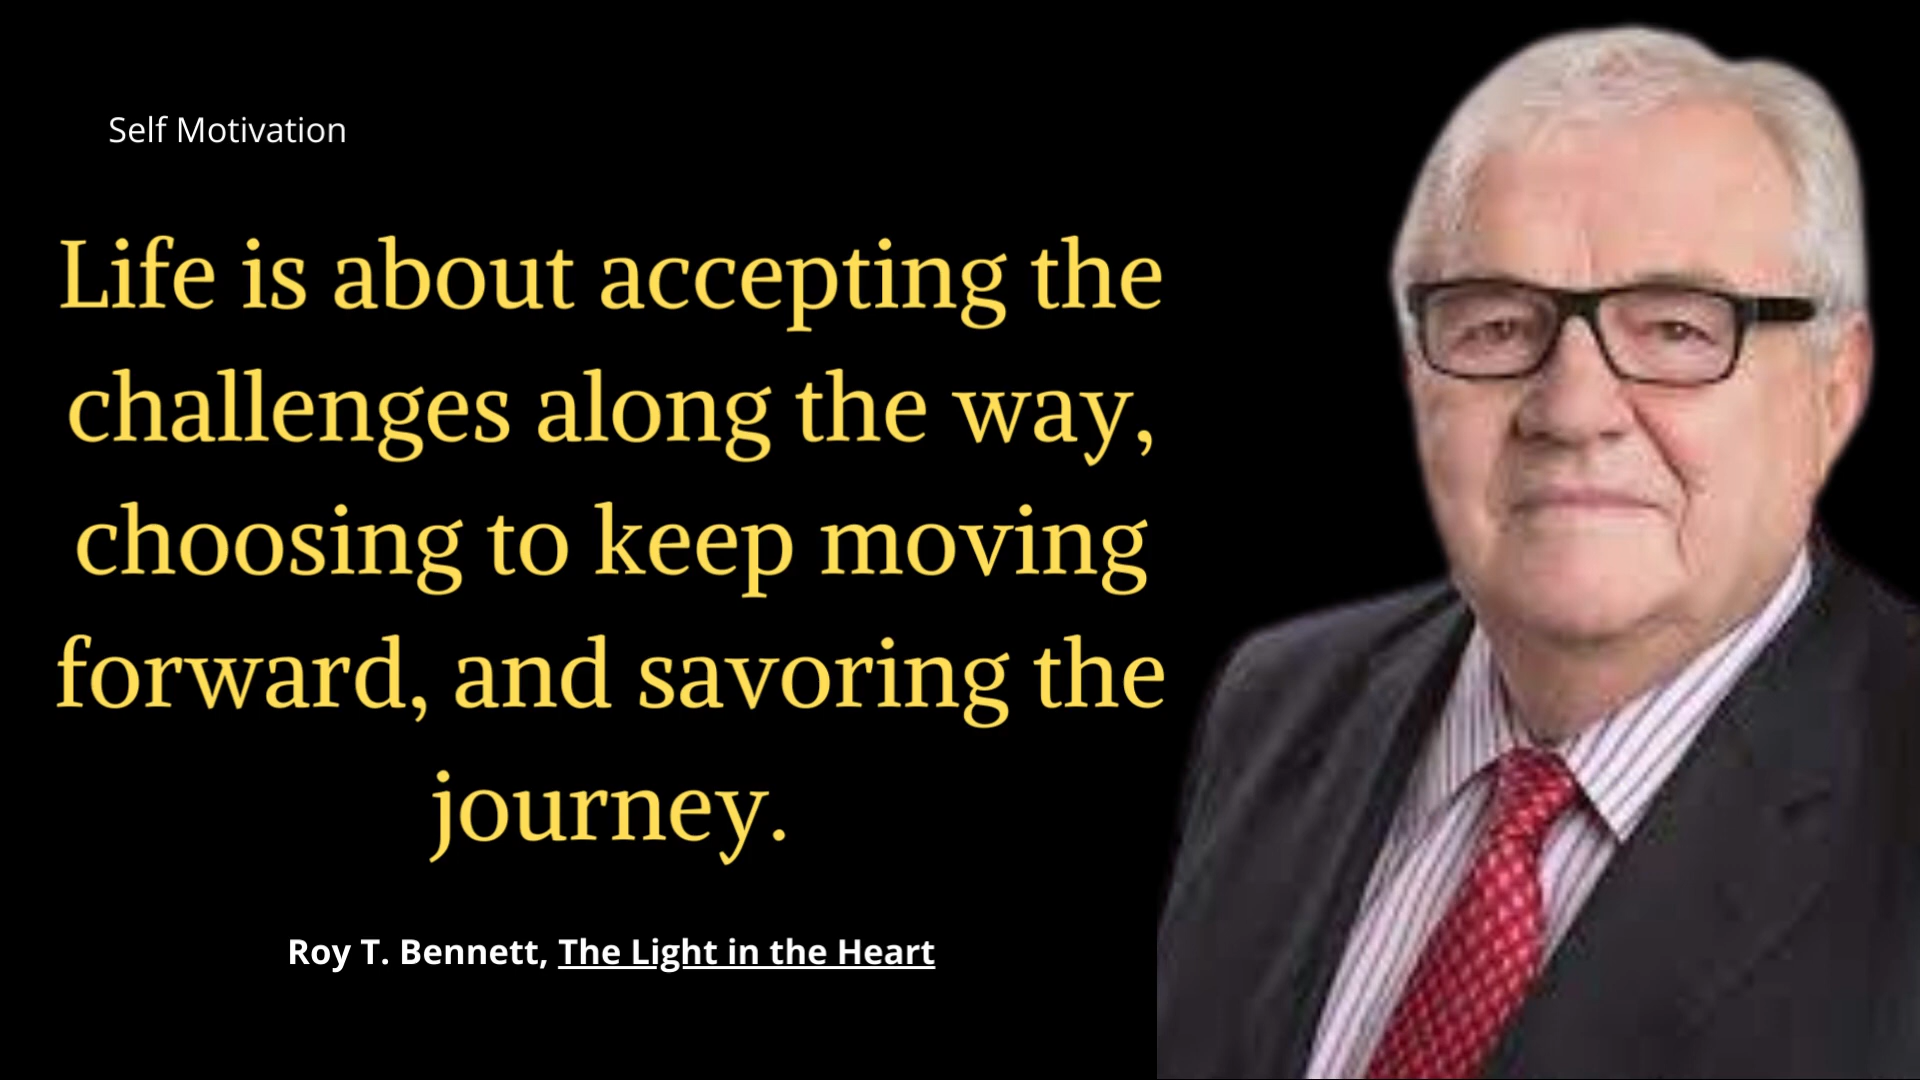 Self Motivation
Life is about accepting the
challenges along the way,
choosing to keep moving
forward, and savoring the
journey.
Roy T. Bennett, The Light in the Heart